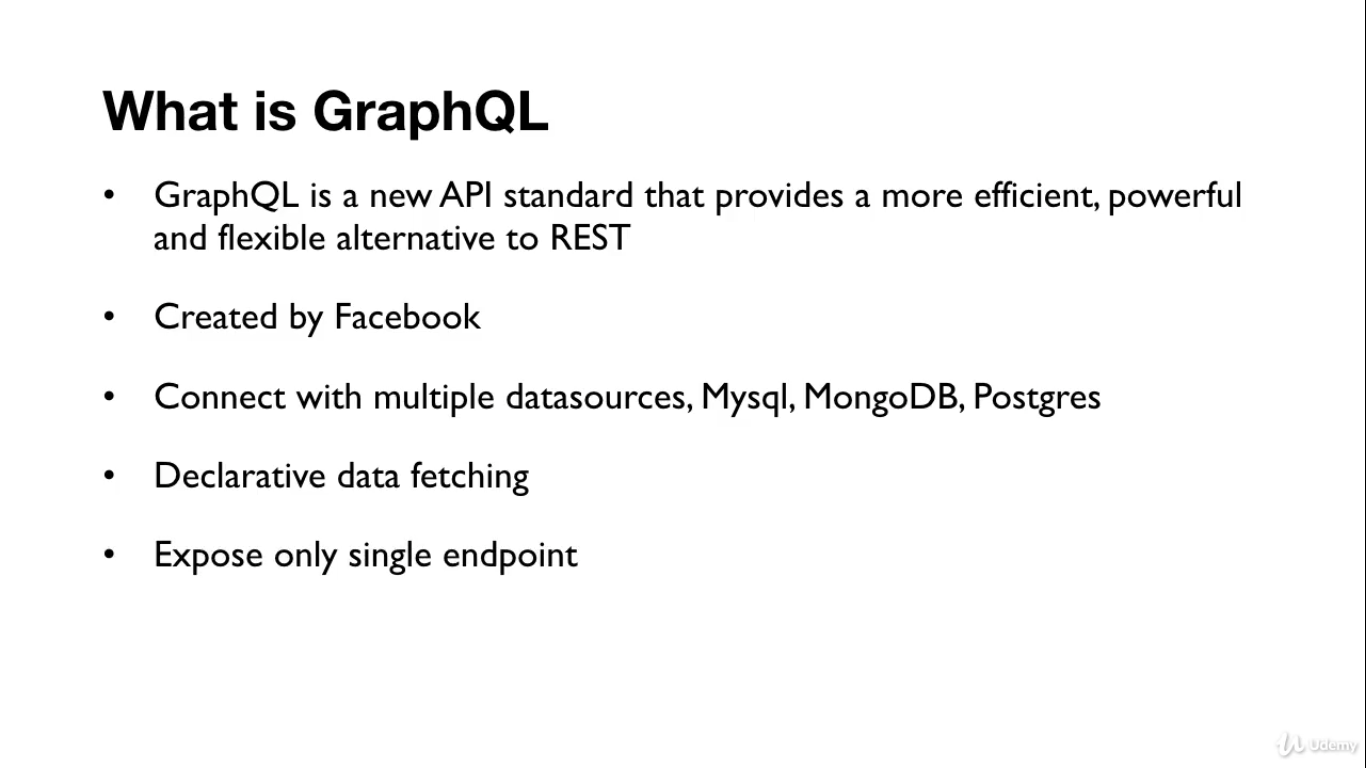 What is GraphQL
• GraphQL is a new API standard that provides a more efficient, powerful
and flexible alternative to REST
• Created by Facebook
• Connect with multiple datasources, Mysql, MongoDB, Postgres
• Declarative data fetching
• Expose only single endpoint
Udemy